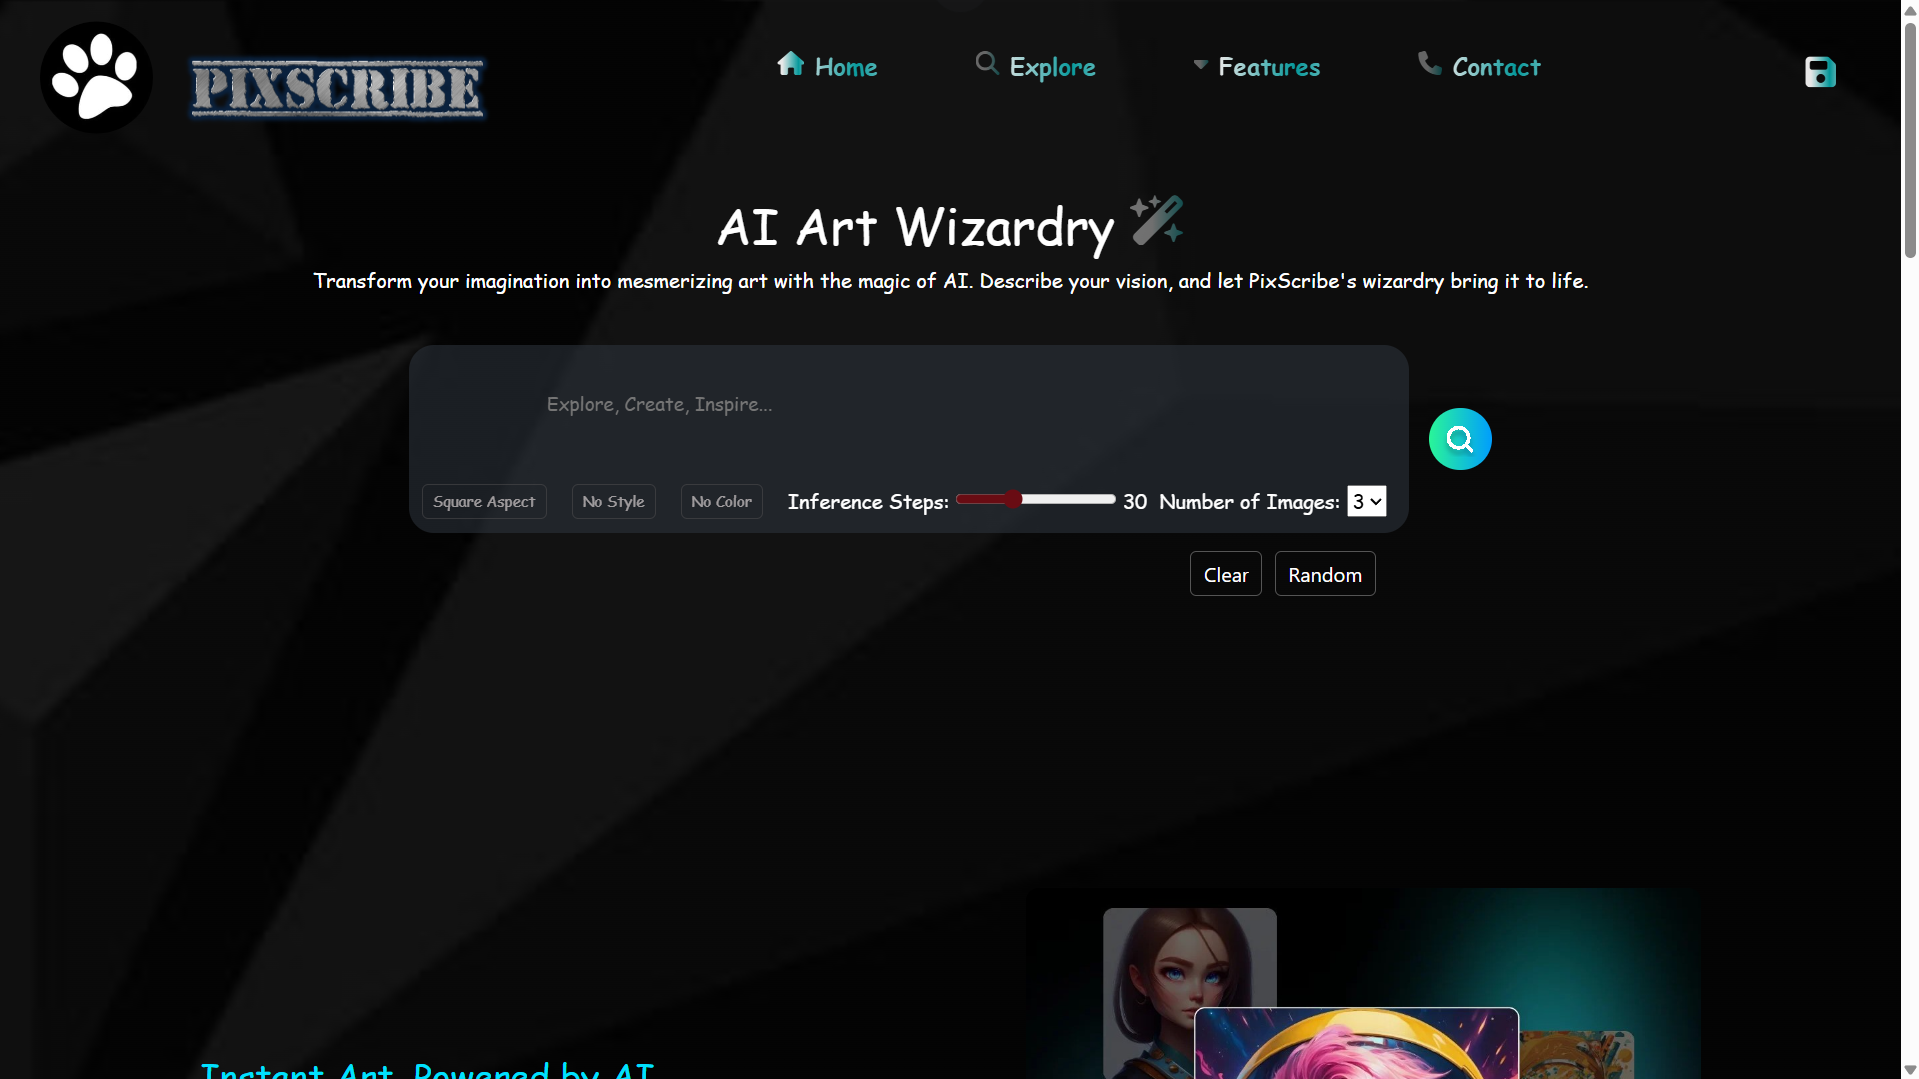 PIXSCRIBE
Home
Explore
Features
Contact
AI Art Wizardry
Transform your imagination into mesmerizing art with the magic of AI. Describe your vision, and let PixScribe's wizardry bring it to life.
Explore, Create, Inspire...
Square Aspect
No Style
No Color
Inference Steps: 30
Number of Images: 3
Clear
Random
Instant Art, Powered by AI